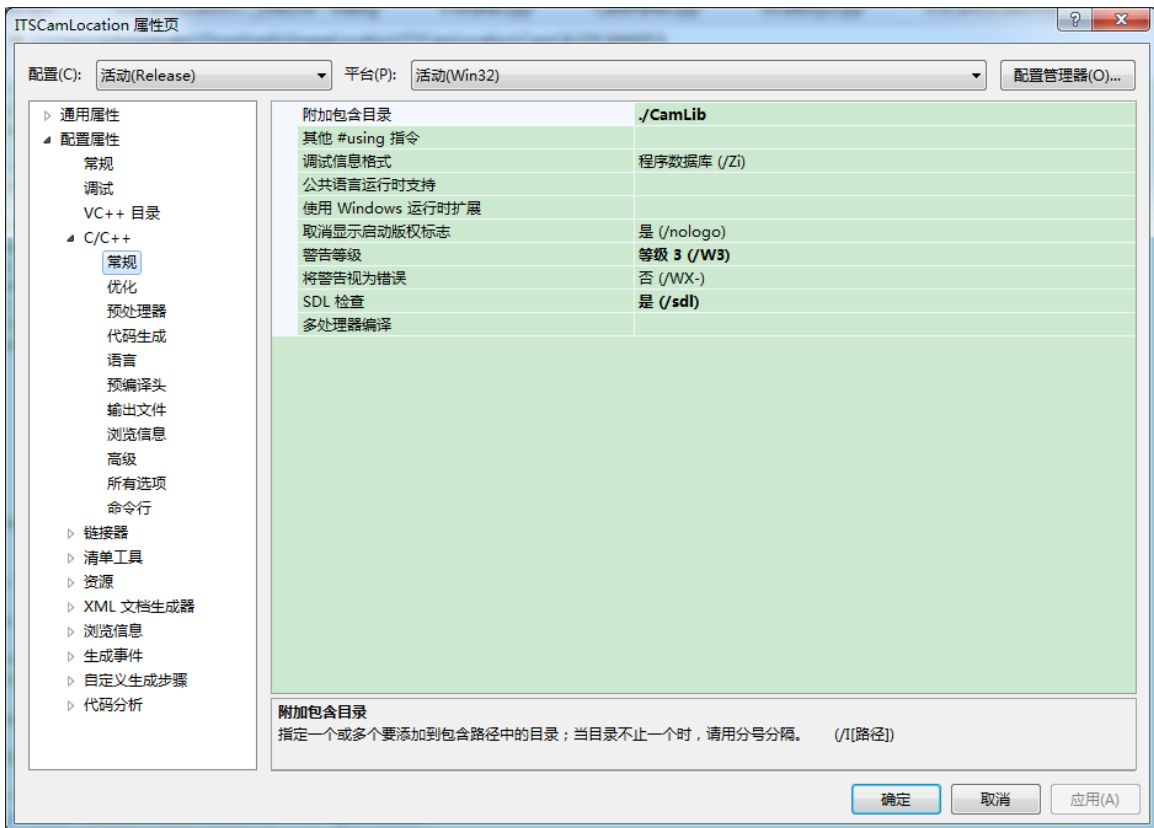 ITSCamLocation 属性页
配置(C): 活动(Release) 平台(P): 活动(Win32) 配置管理器(O)...
通用属性
配置属性
常规
调试
VC++ 目录
C/C++
常规
优化
预处理器
代码生成
语言
预编译头
输出文件
浏览信息
高级
所有选项
命令行
链接器
清单工具
资源
XML 文档生成器
浏览信息
生成事件
自定义生成步骤
代码分析
附加包含目录 ./CamLib
其他 #using 指令
调试信息格式 程序数据库 (/Zi)
公共语言运行时支持
使用 Windows 运行时扩展
取消显示启动版权标志 是 (/nologo)
警告等级 等级 3 (/W3)
将警告视为错误 否 (/WX-)
SDL 检查 是 (/sdl)
多处理器编译
附加包含目录
指定一个或多个要添加到包含路径中的目录；当目录不止一个时，请用分号分隔。 (/I[路径])
确定 取消 应用(A)